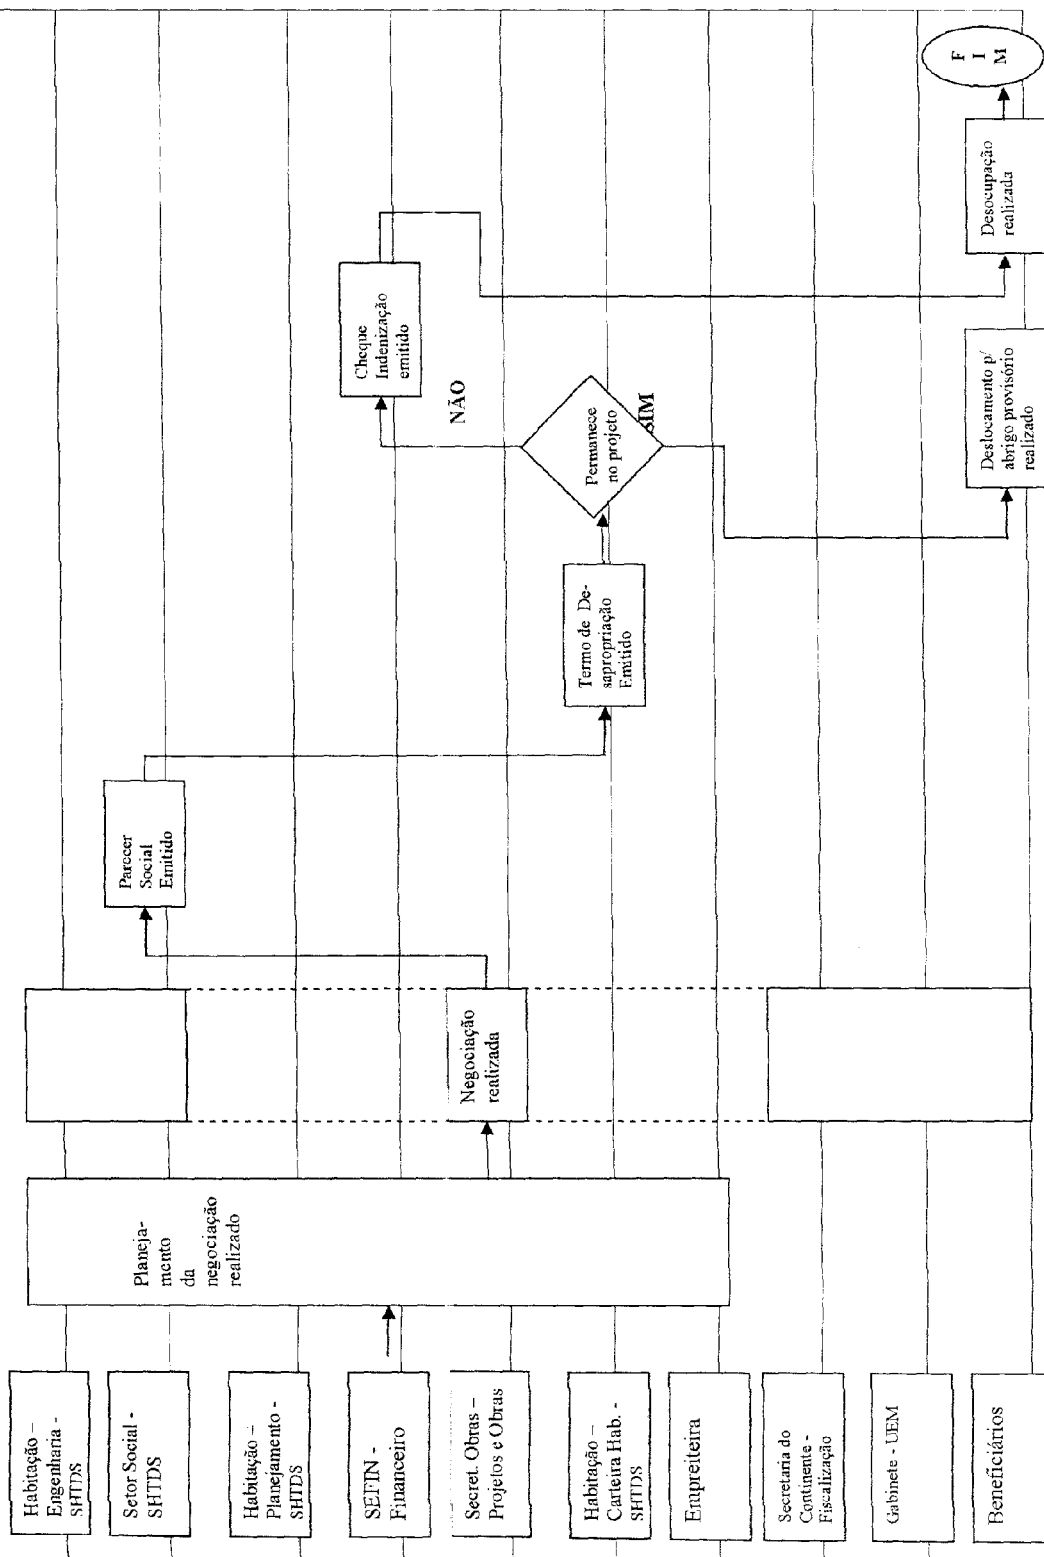 Habitação –
Engenharia -
SHTDS
Setor Social -
SHTDS
Habitação –
Planejamento -
SHTDS
SEFIN -
Financeiro
Secret. Obras –
Projetos e Obras
Habitação –
Carteira Hab. -
SHTDS
Empreiteira
Secretaria do
Continente -
Fiscalização
Gabinete - UEM
Beneficiários
Planeja-
mento
da
negociação
realizado
Negociação
realizada
Parecer
Social
Emitido
Termo de De-
sapropriação
Emitido
Permanece
no projeto
NÃO
SIM
Cheque
Indenização
emitido
Deslocamento p/
abrigo provisório
realizado
Desocupação
realizada
F
I
M